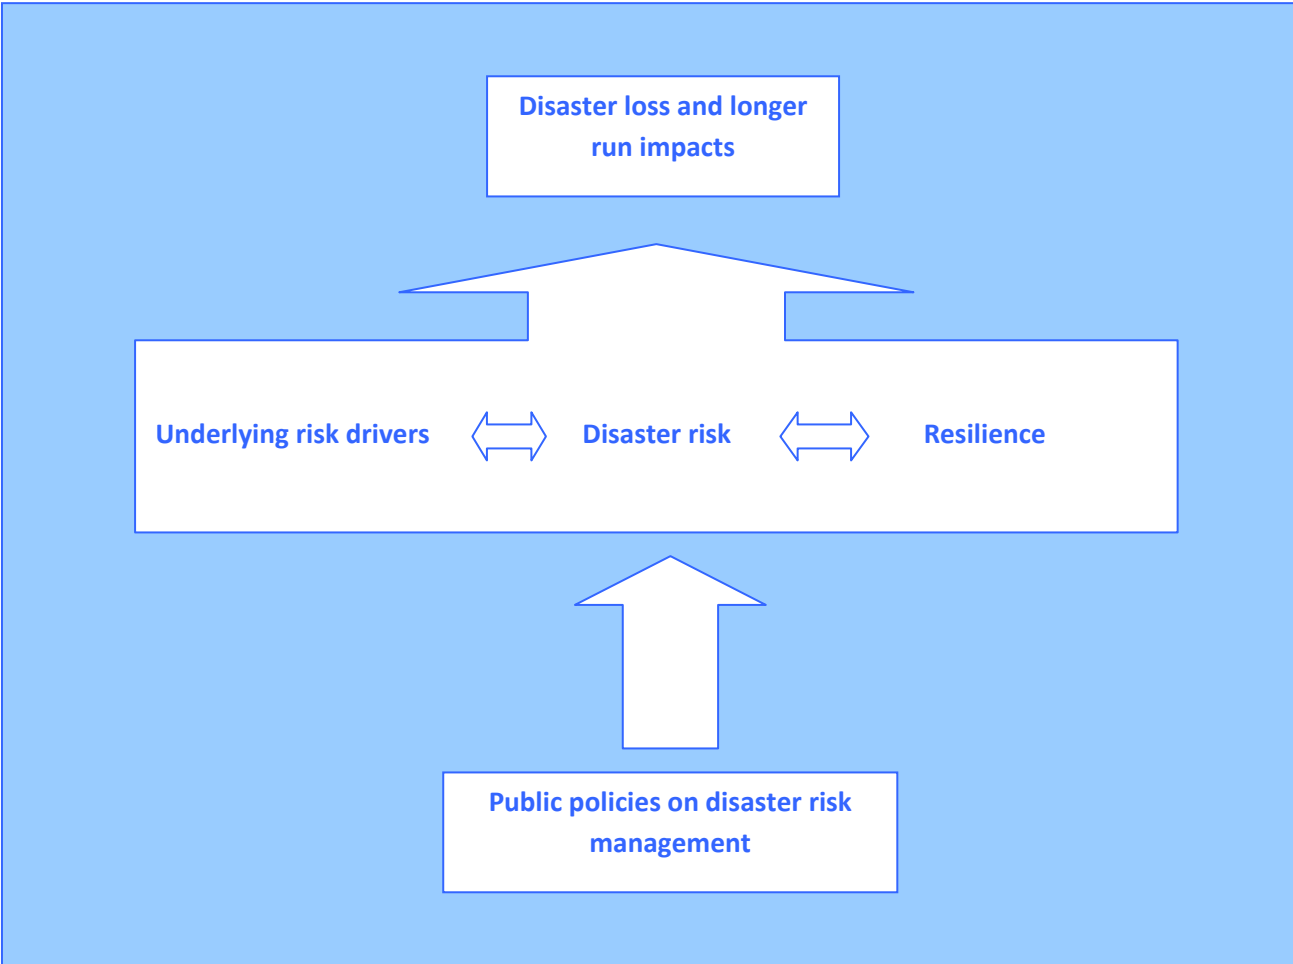 Disaster loss and longer
run impacts
Underlying risk drivers
Disaster risk
Resilience
Public policies on disaster risk
management